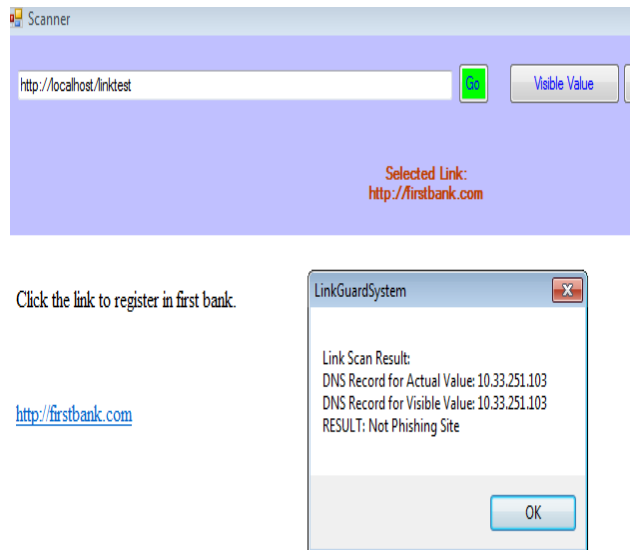 Scanner
http://localhost/linktest
Go
Visible Value
Selected Link:
http://firstbank.com
Click the link to register in first bank.
http://firstbank.com
LinkGuardSystem
Link Scan Result:
DNS Record for Actual Value: 10.33.251.103
DNS Record for Visible Value: 10.33.251.103
RESULT: Not Phishing Site
OK